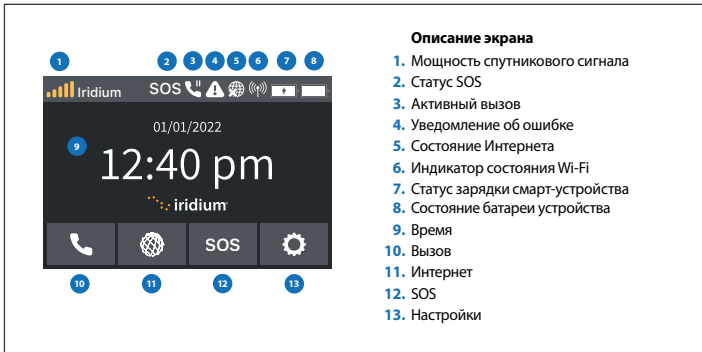 Описание экрана
1 2 3 4 5 6 7 8
Iridium SOS
01/01/2022
9
12:40 pm
iridium
SOS
10 11 12 13
1. Мощность спутникового сигнала
2. Статус SOS
3. Активный вызов
4. Уведомление об ошибке
5. Состояние Интернета
6. Индикатор состояния Wi-Fi
7. Статус зарядки смарт-устройства
8. Состояние батареи устройства
9. Время
10. Вызов
11. Интернет
12. SOS
13. Настройки